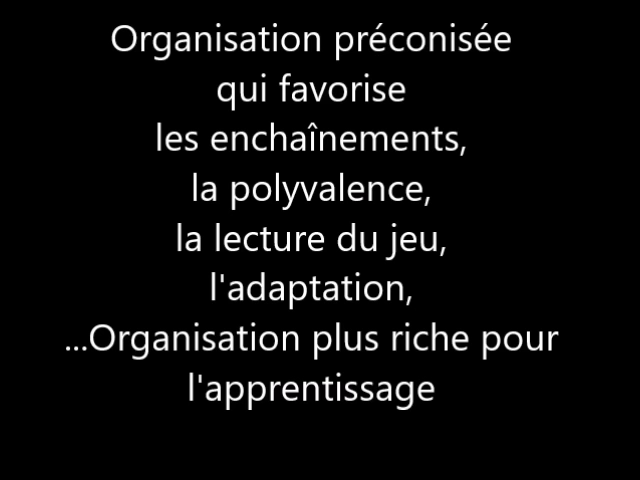 Organisation préconisée
qui favorise
les enchaînements,
la polyvalence,
la lecture du jeu,
l'adaptation,
...Organisation plus riche pour
l'apprentissage